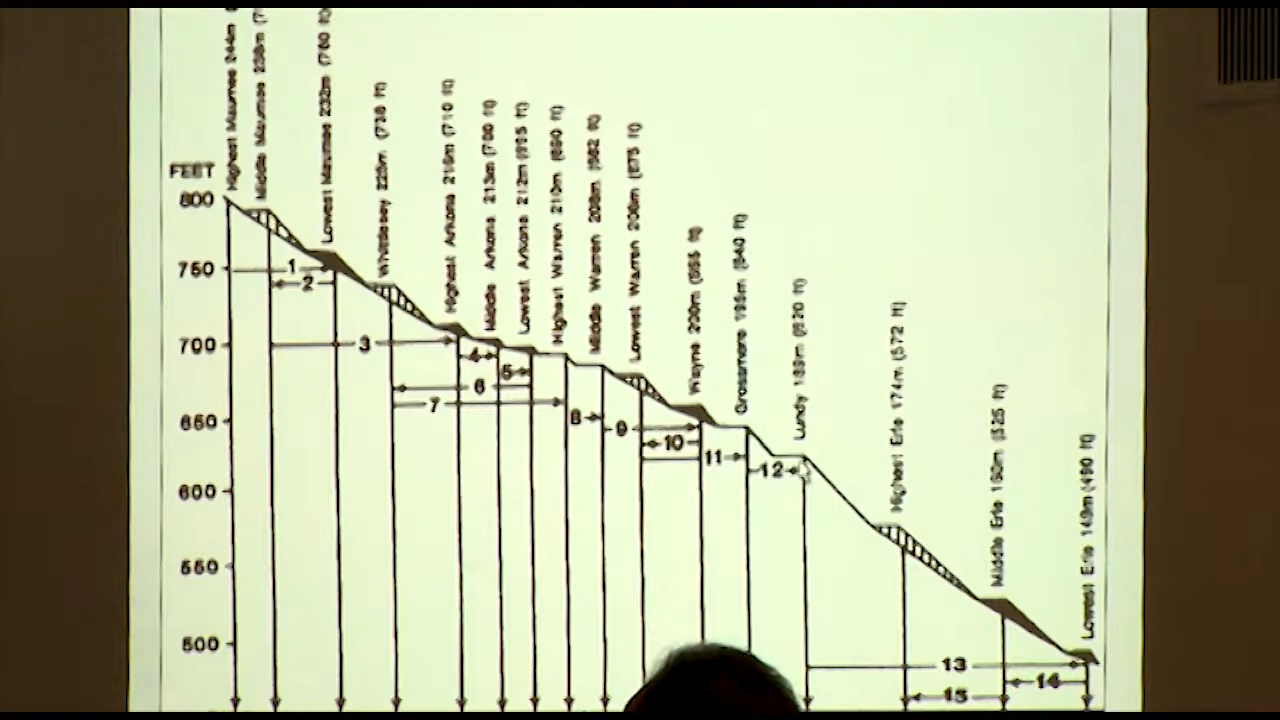 Highest Maumee 244m
Middle Maumee 238m
Lowest Maumee 232m (760 ft)
Whittlesey 225m (738 ft)
Highest Arkona 216m (710 ft)
Middle Arkona 213m (700 ft)
Lowest Arkona 212m (695 ft)
Highest Warren 210m (690 ft)
Middle Warren 208m (682 ft)
Lowest Warren 206m (675 ft)
Wayne 200m (655 ft)
Grassmere 195m (640 ft)
Lundy 189m (620 ft)
Highest Erie 174m (572 ft)
Middle Erie 160m (525 ft)
Lowest Erie 149m (490 ft)
FEET
800
750
700
650
600
550
500
1
2
3
4
5
6
7
8
9
10
11
12
13
14
15